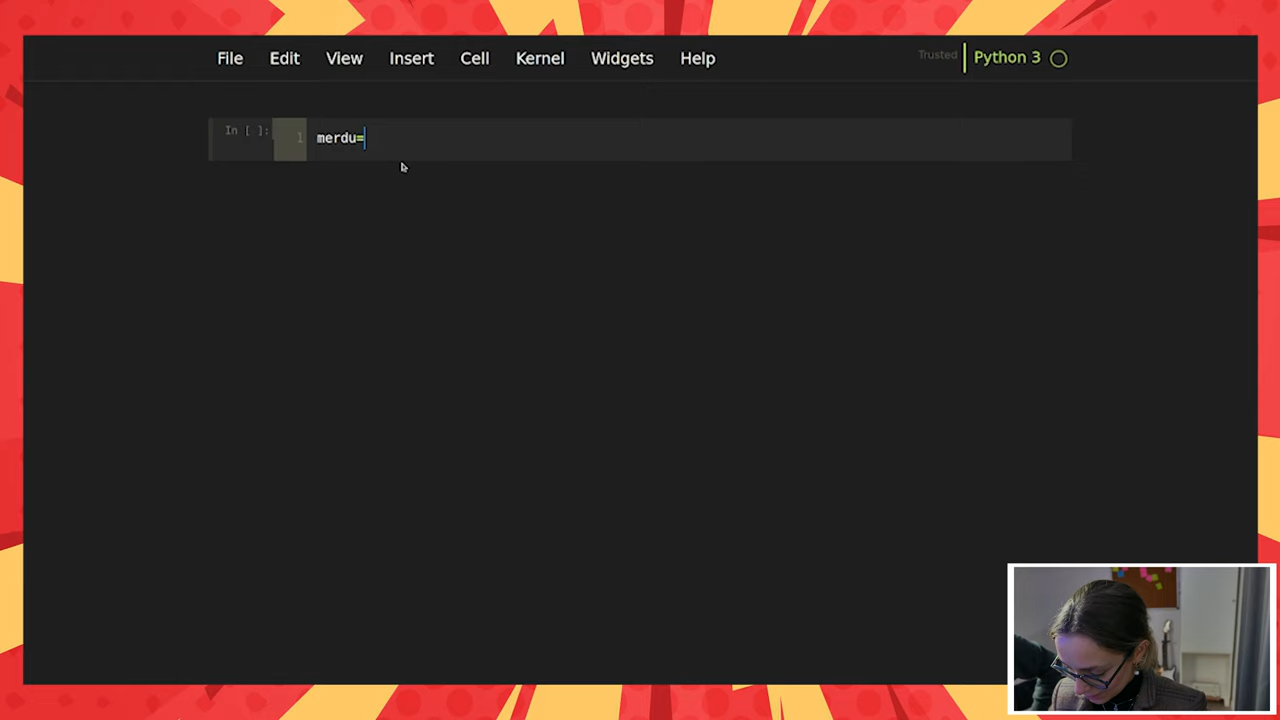 File Edit View Insert Cell Kernel Widgets Help Trusted Python 3
In [ ]: 1 merdu=